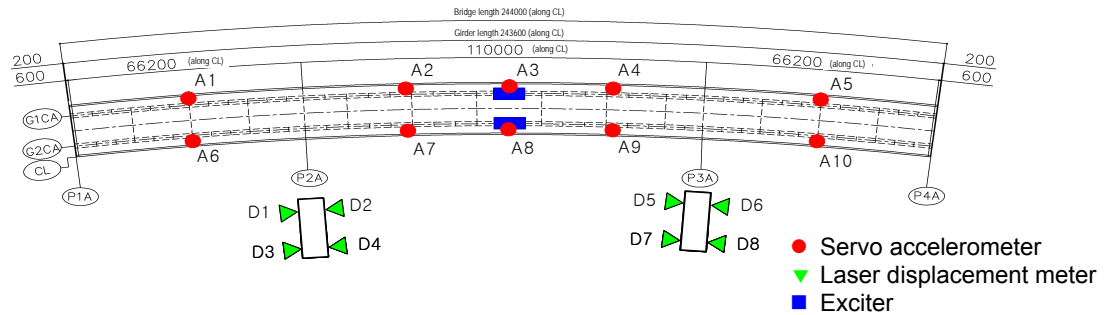 Bridge length 244000 (along CL)
Girder length 243600 (along CL)
200 66200 (along CL) 110000 (along CL) 66200 (along CL) 200
600 600
A1 A2 A3 A4 A5
G1CA
G2CA
CL
A6 A7 A8 A9 A10
P1A P2A P3A P4A
D1 D2 D5 D6
D3 D4 D7 D8
Servo accelerometer
Laser displacement meter
Exciter